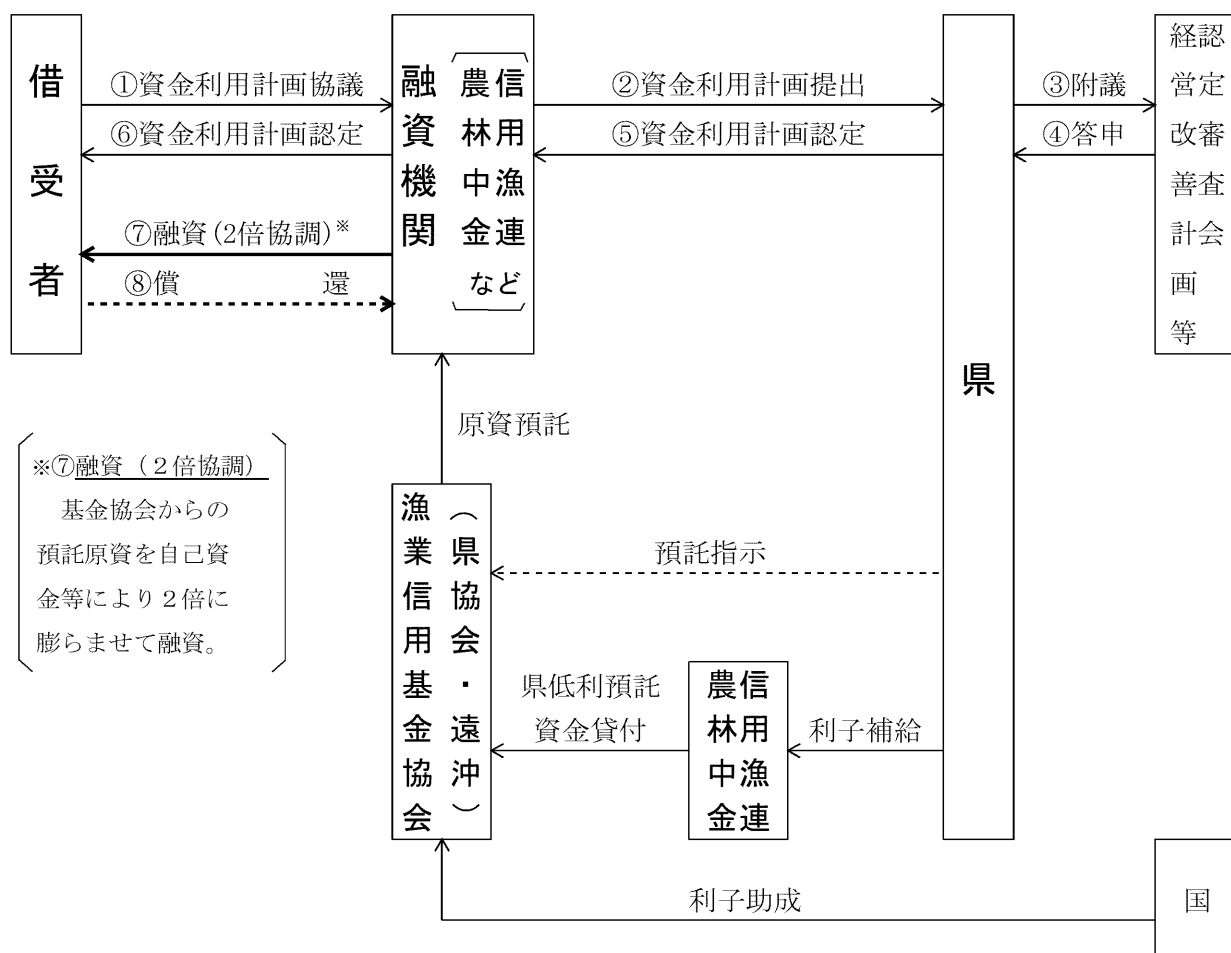 借受者
①資金利用計画協議
⑥資金利用計画認定
⑦融資(2倍協調)※
⑧償還
融資機関
信用漁連
農林中金
など
②資金利用計画提出
⑤資金利用計画認定
県
③附議
④答申
認定審査会
経営改善計画等
原資預託
※⑦融資（２倍協調）
基金協会からの
預託原資を自己資
金等により２倍に
膨らませて融資。
漁業信用基金協会
（県協会・遠沖）
預託指示
県低利預託
資金貸付
信用漁連
農林中金
利子補給
利子助成
国